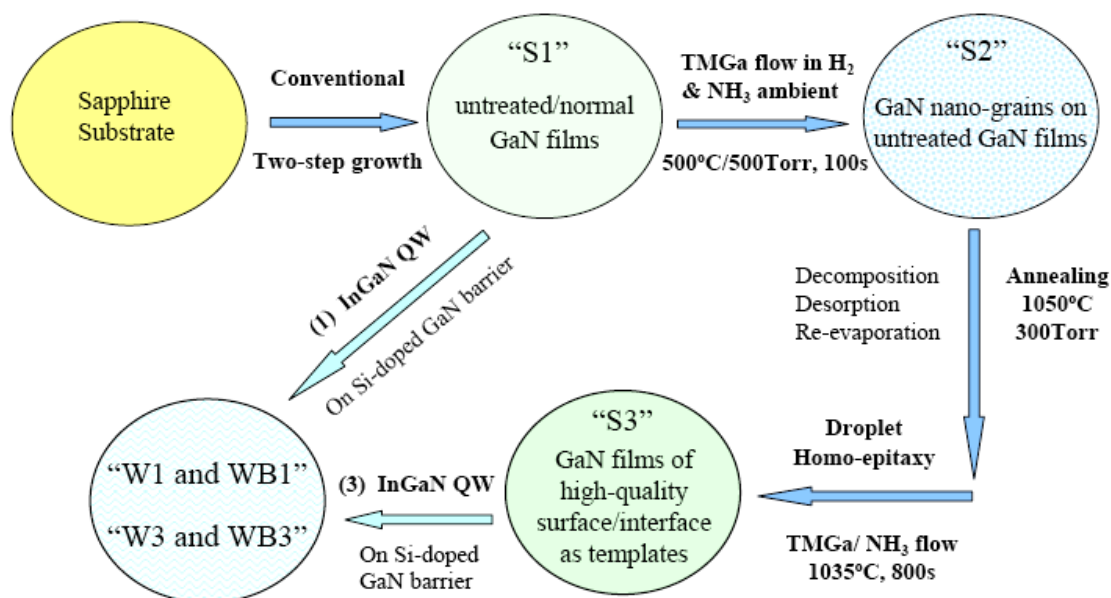 Sapphire
Substrate
Conventional
Two-step growth
“S1”
untreated/normal
GaN films
TMGa flow in H₂
& NH₃ ambient
500ºC/500Torr, 100s
“S2”
GaN nano-grains on
untreated GaN films
(1) InGaN QW
On Si-doped GaN barrier
Decomposition
Desorption
Re-evaporation
Annealing
1050ºC
300Torr
Droplet
Homo-epitaxy
TMGa/ NH₃ flow
1035ºC, 800s
“S3”
GaN films of
high-quality
surface/interface
as templates
(3) InGaN QW
On Si-doped
GaN barrier
“W1 and WB1”
“W3 and WB3”